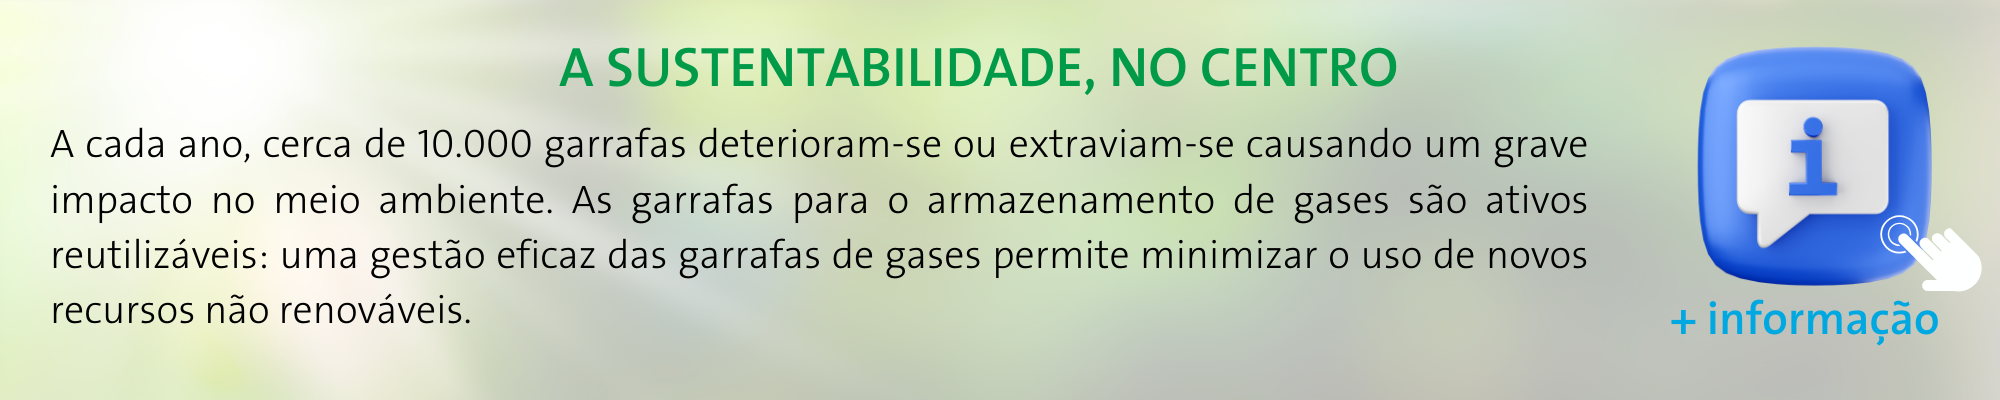 A SUSTENTABILIDADE, NO CENTRO
A cada ano, cerca de 10.000 garrafas deterioram-se ou extraviam-se causando um grave
impacto no meio ambiente. As garrafas para o armazenamento de gases são ativos
reutilizáveis: uma gestão eficaz das garrafas de gases permite minimizar o uso de novos
recursos não renováveis.
i
+ informação